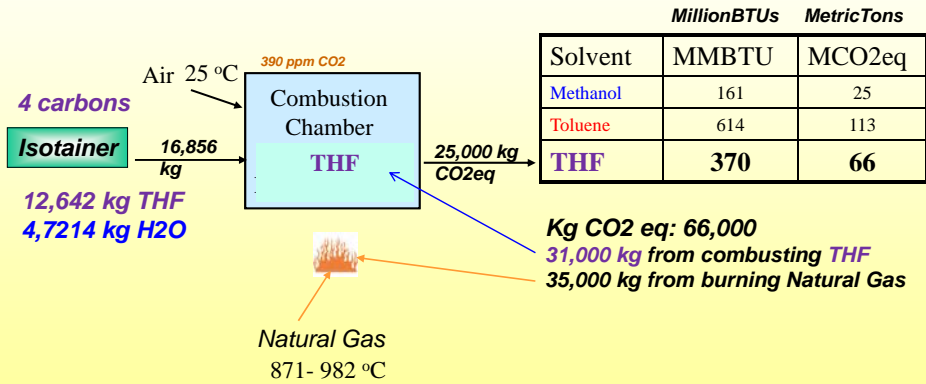 MillionBTUs MetricTons
Solvent MMBTU MCO2eq
Methanol 161 25
Toluene 614 113
THF 370 66
390 ppm CO2
Air 25 °C
4 carbons
Isotainer
16,856
kg
Combustion
Chamber
THF
25,000 kg
CO2eq
12,642 kg THF
4,7214 kg H2O
Kg CO2 eq: 66,000
31,000 kg from combusting THF
35,000 kg from burning Natural Gas
Natural Gas
871- 982 °C